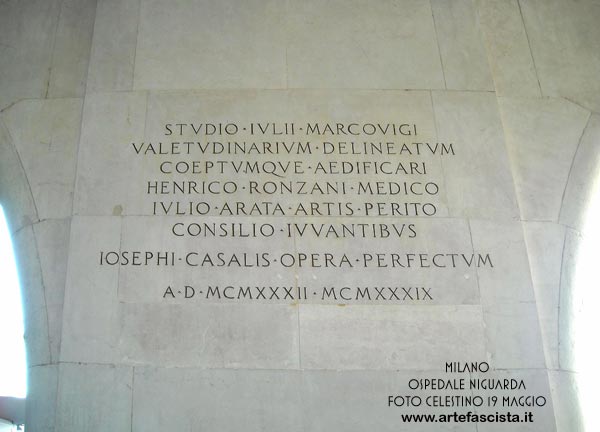 STVDIO·IVLII·MARCOVIGI
VALETVDINARIVM·DELINEATVM
COEPTVMQVE·AEDIFICARI
HENRICO·RONZANI·MEDICO
IVLIO·ARATA·ARTIS·PERITO
CONSILIO·IVVANTIBVS
IOSEPHI·CASALIS·OPERA·PERFECTVM
A·D·MCMXXXII·MCMXXXIX
MILANO
OSPEDALE NIGUARDA
FOTO CELESTINO 19 MAGGIO
www.artefascista.it